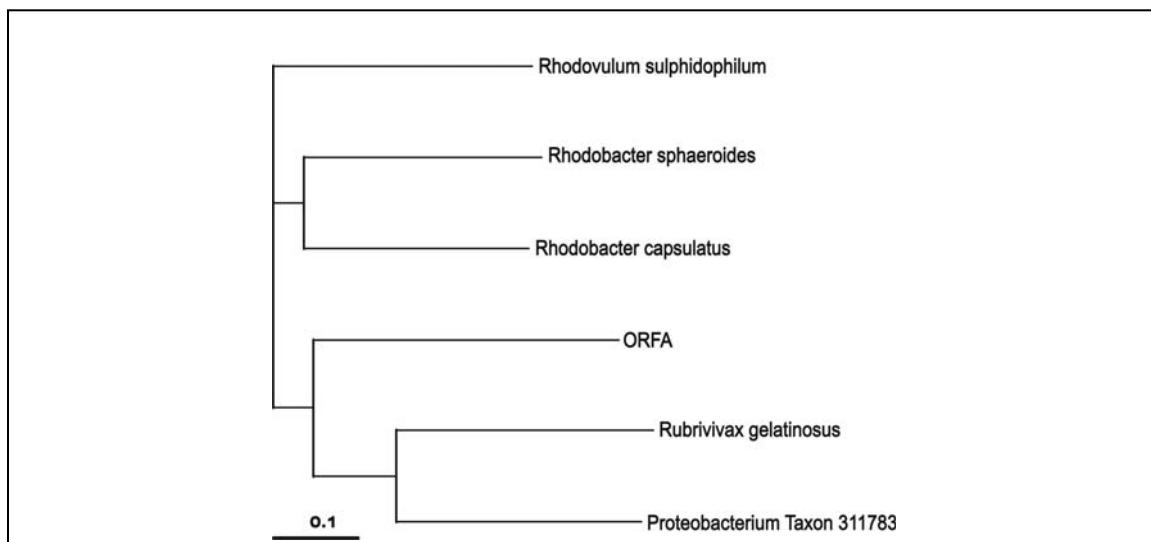 Rhodovulum sulphidophilum
Rhodobacter sphaeroides
Rhodobacter capsulatus
ORFA
Rubrivivax gelatinosus
Proteobacterium Taxon 311783
0.1